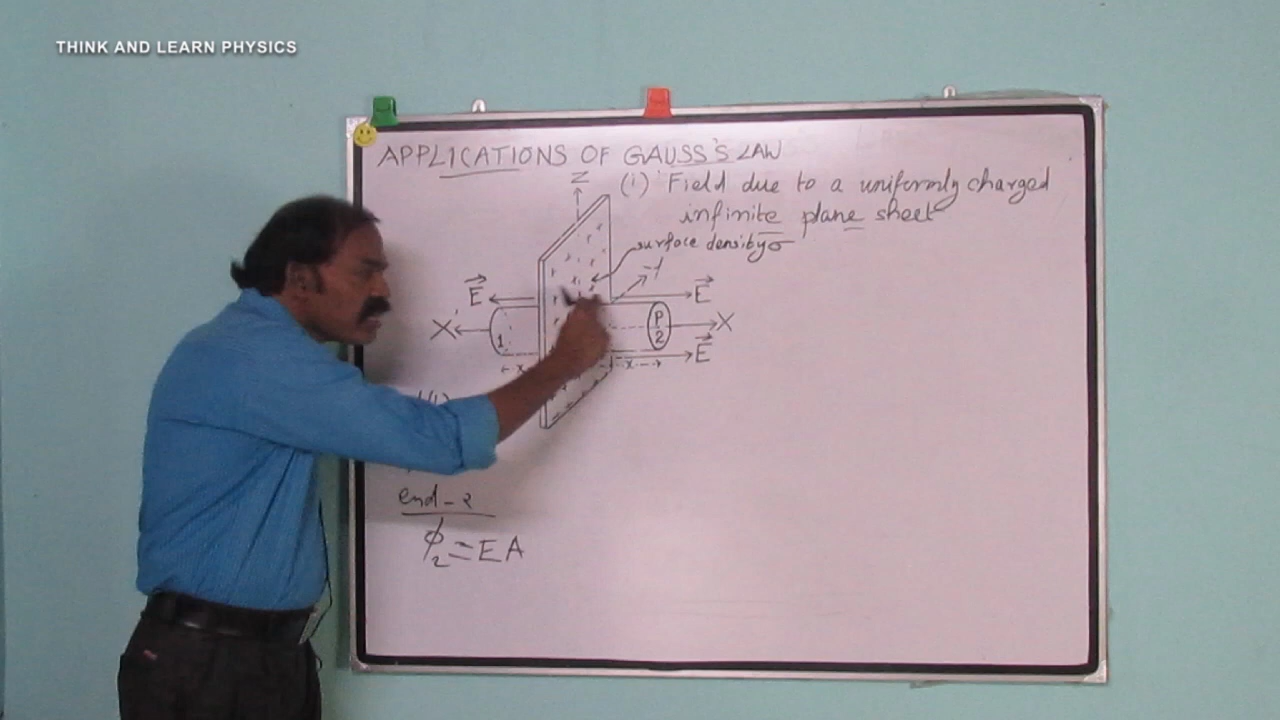 THINK AND LEARN PHYSICS
APPLICATIONS OF GAUSS'S LAW
(i) Field due to a uniformly charged
infinite plane sheet
surface density σ
Z
E
E
X'
1
P
2
X
E
x
x
end-2
ϕ₂ = EA